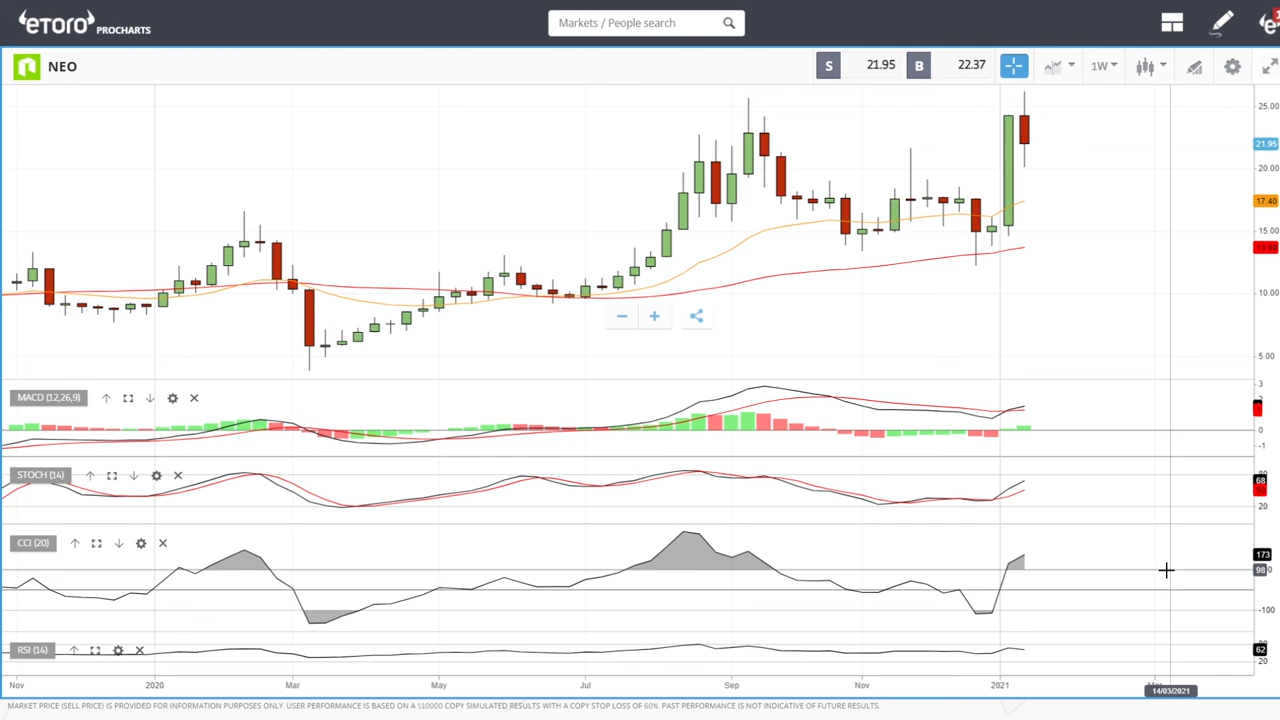 eTORO PROCHARTS
Markets / People search
NEO
S 21.95 B 22.37 1W
25.00
21.95
20.00
17.40
15.00
10.00
5.00
MACD (12,26,9)
3
2
0
-1
STOCH (14)
80
68
20
CCI (20)
173
98
-100
RSI (14)
62
20
Nov 2020 Mar May Jul Sep Nov 2021
14/03/2021
MARKET PRICE (SELL PRICE) IS PROVIDED FOR INFORMATION PURPOSES ONLY. USER PERFORMANCE IS BASED ON A $10000 COPY SIMULATED RESULTS WITH A COPY STOP LOSS OF 60%. PAST PERFORMANCE IS NOT INDICATIVE OF FUTURE RESULTS.